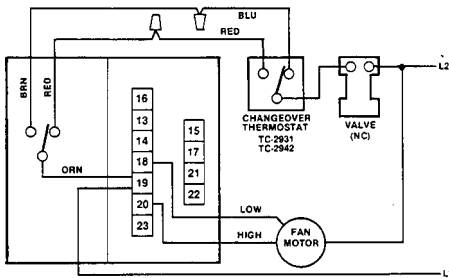 BLU
RED
L2
BRN
RED
16
13
14
18
19
20
23
15
17
21
22
ORN
CHANGEOVER
THERMOSTAT
TC-2931
TC-2942
VALVE
(NC)
LOW
HIGH
FAN
MOTOR